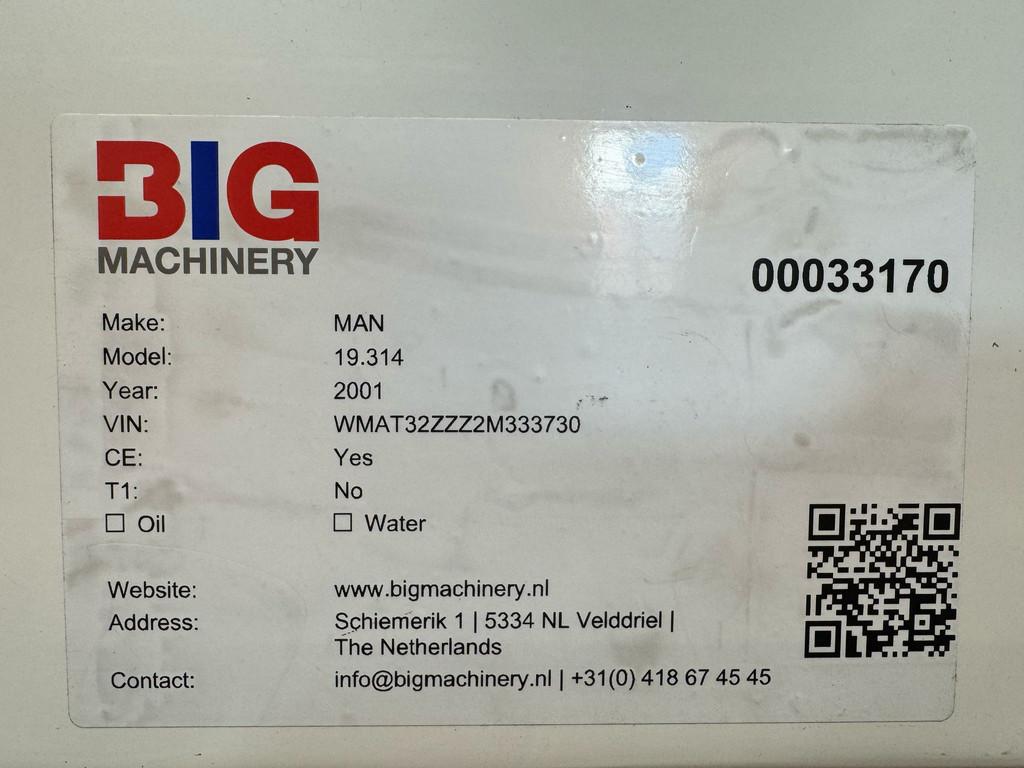 BIG
MACHINERY
00033170
Make: MAN
Model: 19.314
Year: 2001
VIN: WMAT32ZZZ2M333730
CE: Yes
T1: No
☐ Oil ☐ Water
Website: www.bigmachinery.nl
Address: Schiemerik 1 | 5334 NL Velddriel |
The Netherlands
Contact: info@bigmachinery.nl | +31(0) 418 67 45 45